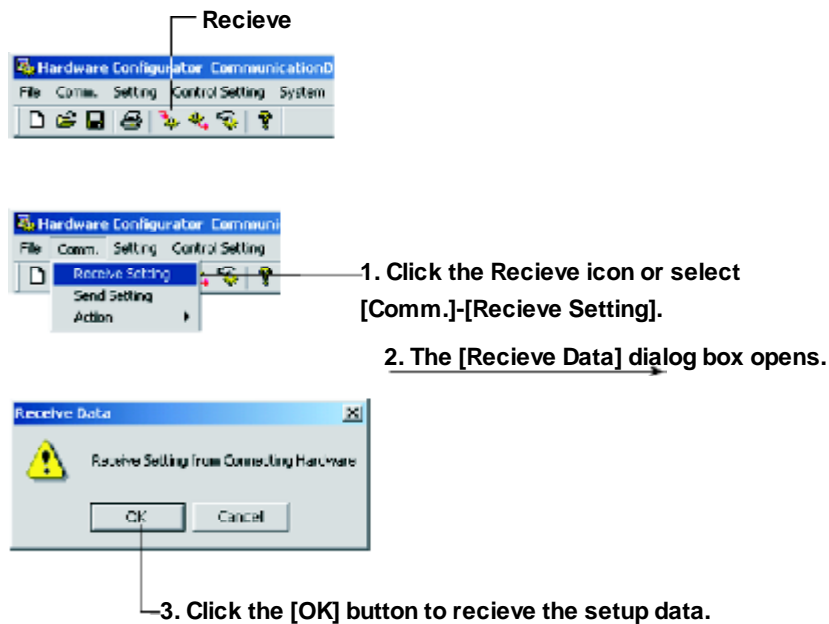 Recieve
Hardware Configurator CommunicationD
File Comm. Setting Control Setting System
Hardware Configurator Communi
File Comm. Setting Control Setting
Receive Setting
Send Setting
Action
1. Click the Recieve icon or select
[Comm.]-[Recieve Setting].
2. The [Recieve Data] dialog box opens.
Receive Data
Receive Setting from Connecting Hardware
OK Cancel
3. Click the [OK] button to recieve the setup data.